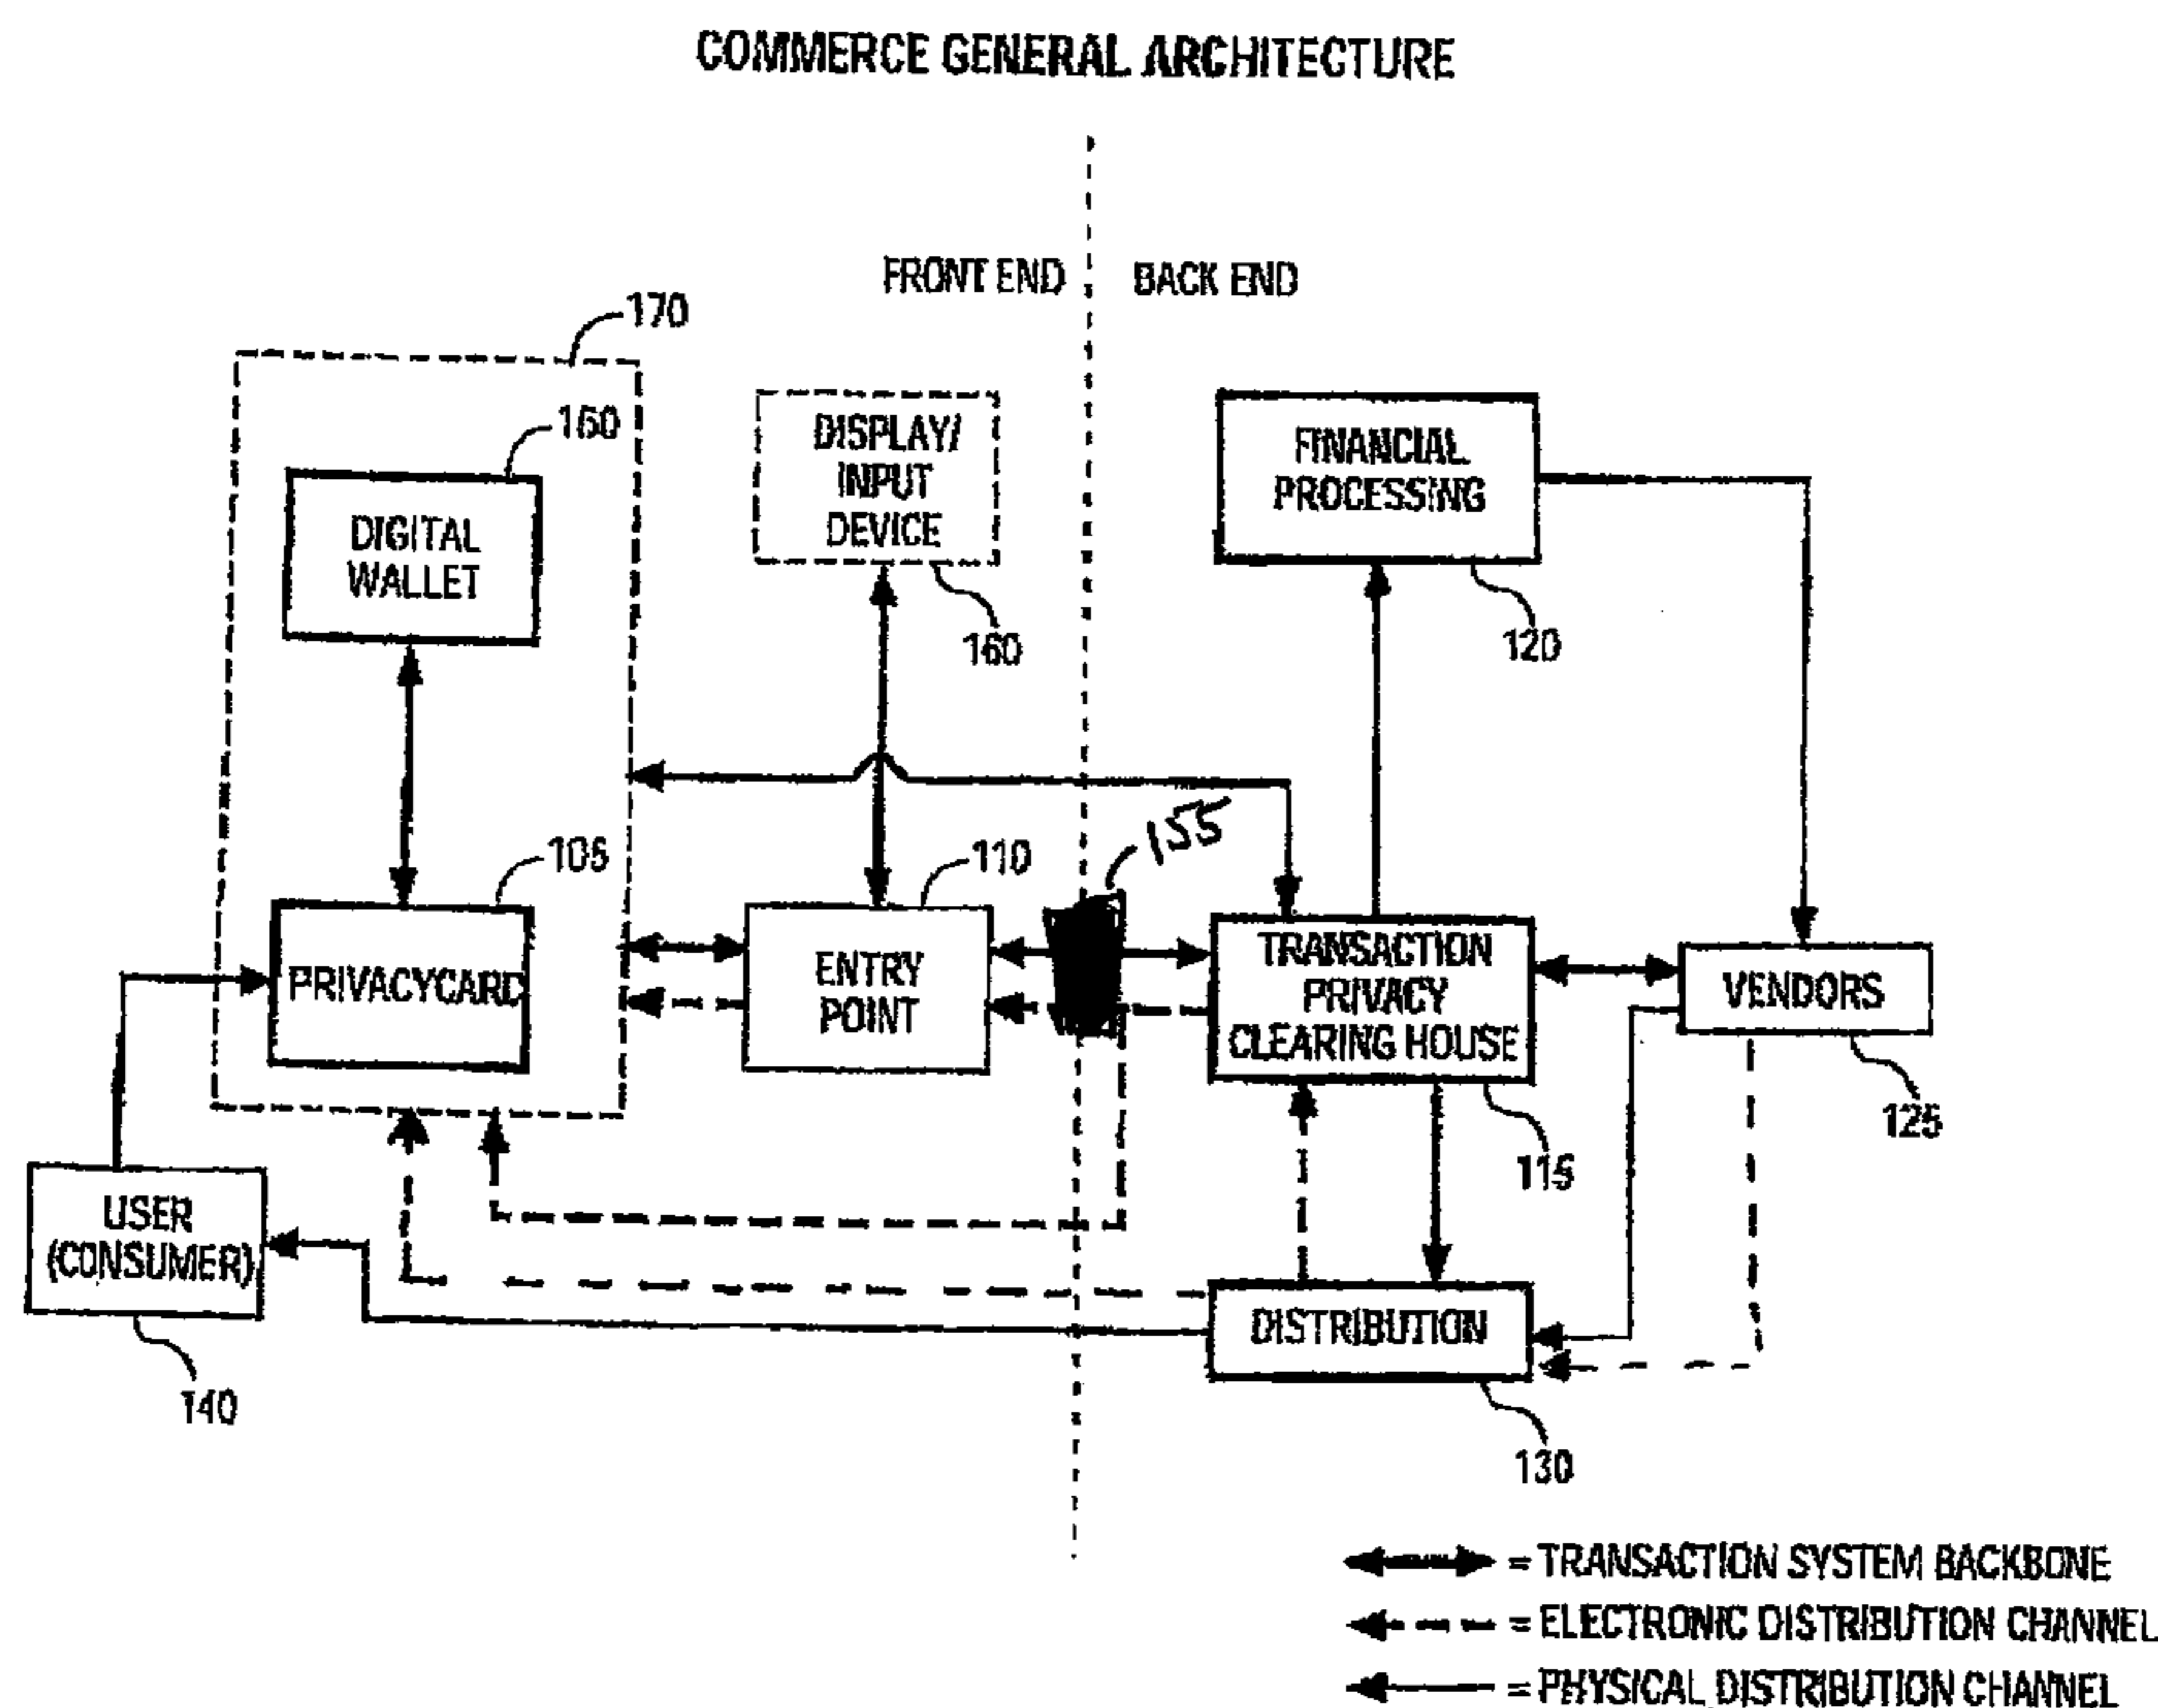 COMMERCE GENERAL ARCHITECTURE
FRONT END
BACK END
170
160
DIGITAL
WALLET
DISPLAY/
INPUT
DEVICE
160
FINANCIAL
PROCESSING
120
105
PRIVACYCARD
110
ENTRY
POINT
155
TRANSACTION
PRIVACY
CLEARING HOUSE
115
VENDORS
125
USER
(CONSUMER)
140
DISTRIBUTION
130
= TRANSACTION SYSTEM BACKBONE
= ELECTRONIC DISTRIBUTION CHANNEL
= PHYSICAL DISTRIBUTION CHANNEL